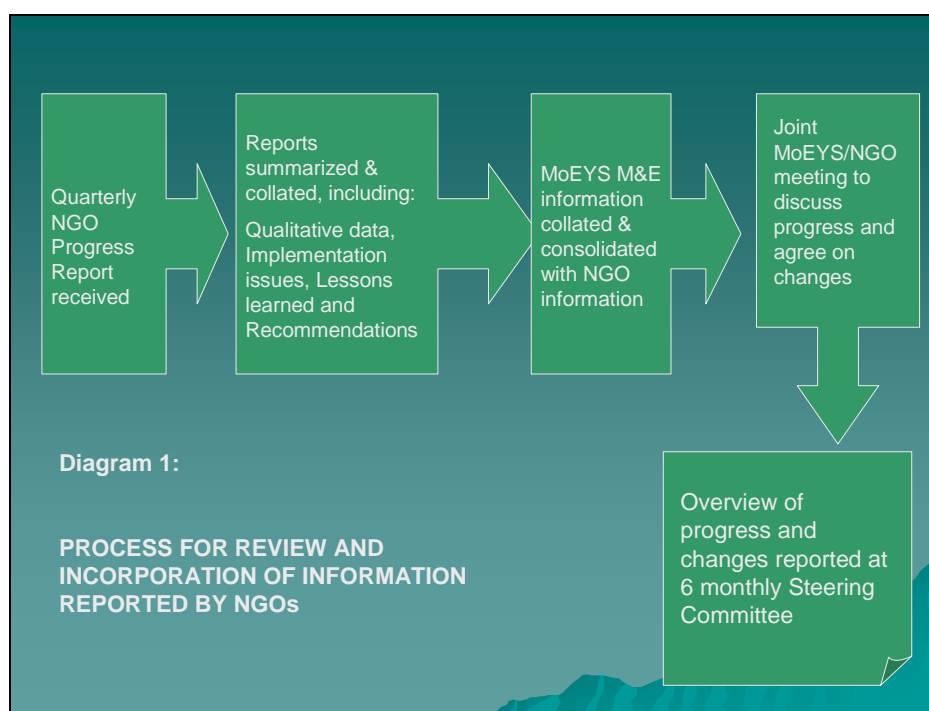 Quarterly
NGO
Progress
Report
received
Reports
summarized &
collated, including:
Qualitative data,
Implementation
issues, Lessons
learned and
Recommendations
MoEYS M&E
information
collated &
consolidated
with NGO
information
Joint
MoEYS/NGO
meeting to
discuss
progress and
agree on
changes
Overview of
progress and
changes reported at
6 monthly Steering
Committee
Diagram 1:
PROCESS FOR REVIEW AND
INCORPORATION OF INFORMATION
REPORTED BY NGOs